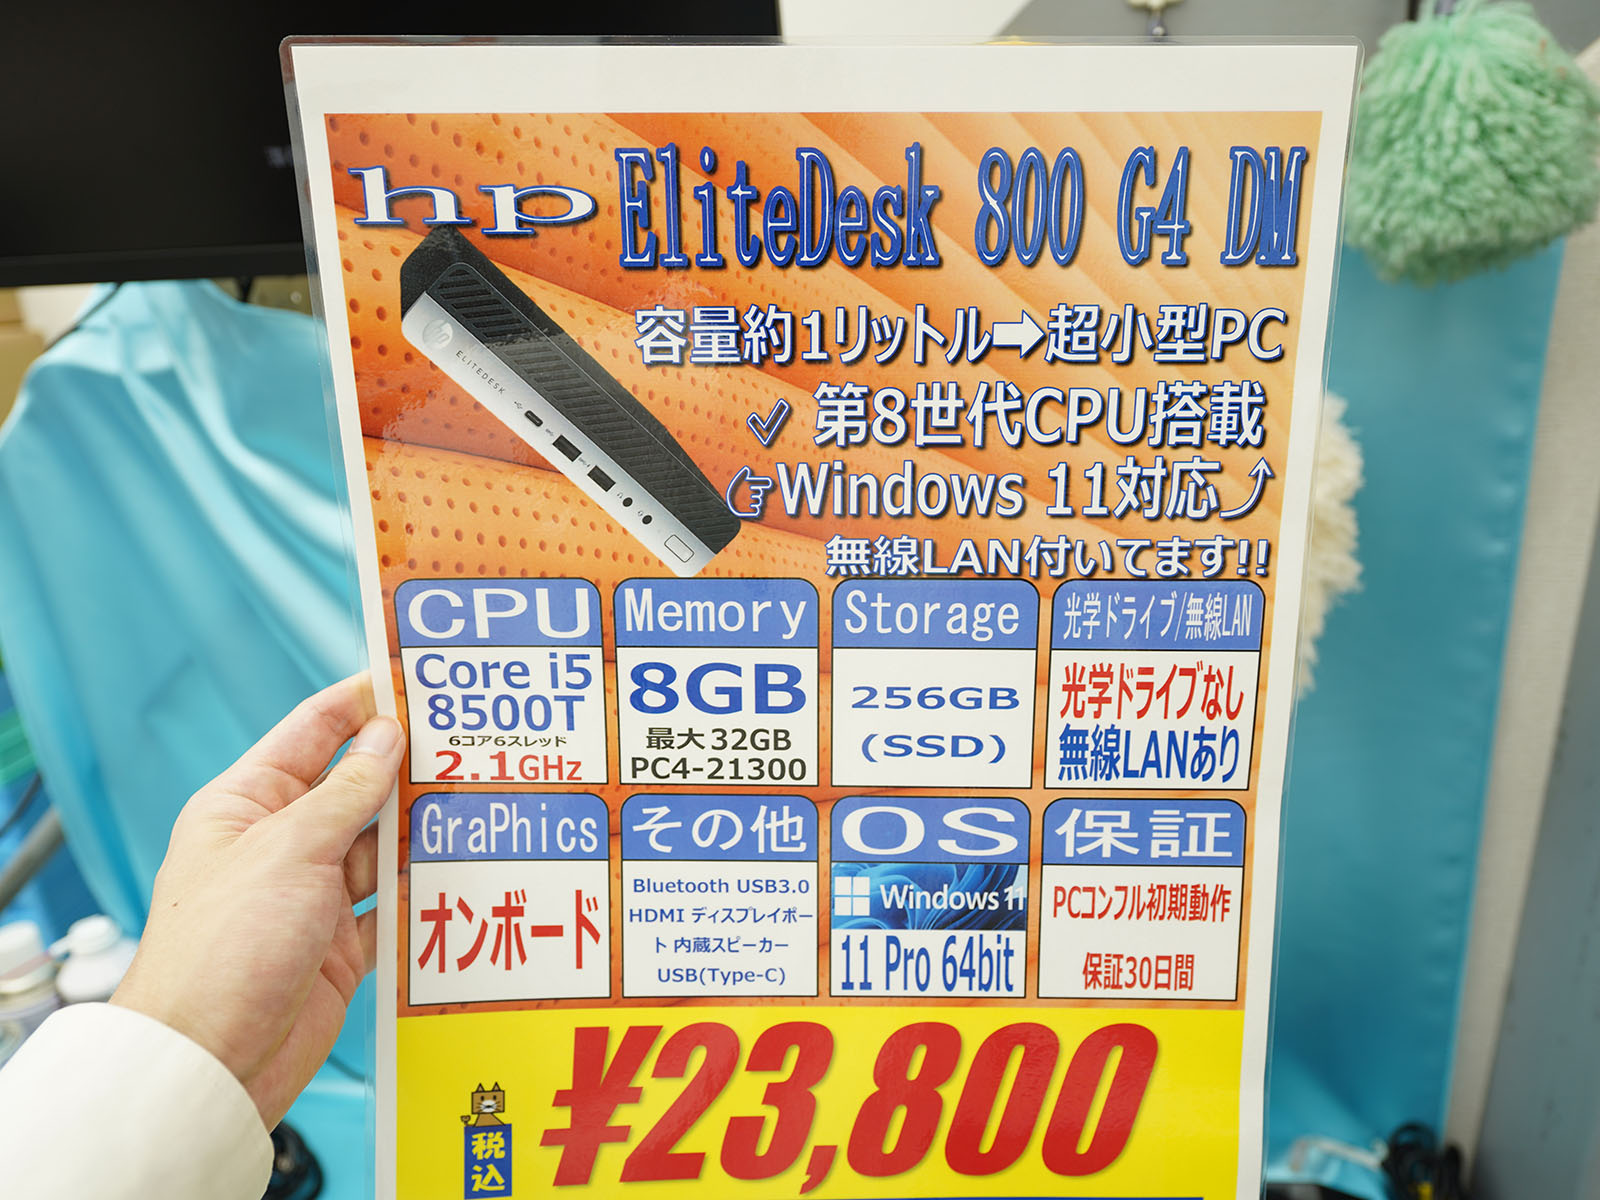 hp EliteDesk 800 G4 DM
容量約1リットル➡超小型PC
✓ 第8世代CPU搭載
☞Windows 11対応⤴
無線LAN付いてます!!
hp
ELITEDESK
CPU
Core i5
8500T
6コア6スレッド
2.1GHz
Memory
8GB
最大32GB
PC4-21300
Storage
256GB
(SSD)
光学ドライブ/無線LAN
光学ドライブなし
無線LANあり
GraPhics
オンボード
その他
Bluetooth USB3.0
HDMI ディスプレイポー
ト 内蔵スピーカー
USB(Type-C)
OS
Windows 11
11 Pro 64bit
保証
PCコンフル初期動作
保証30日間
税込
¥23,800